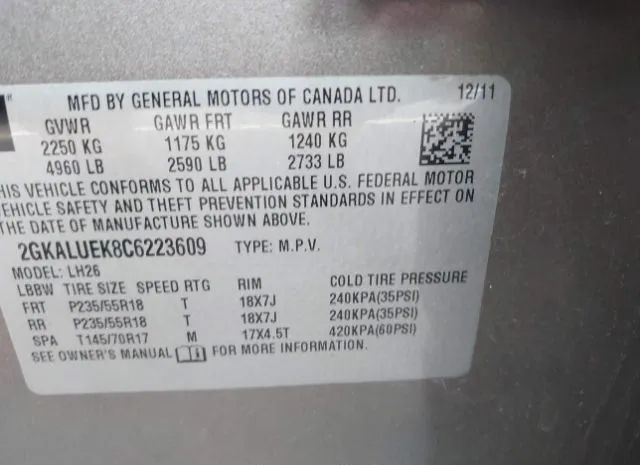 MFD BY GENERAL MOTORS OF CANADA LTD. 12/11
GVWR GAWR FRT GAWR RR
2250 KG 1175 KG 1240 KG
4960 LB 2590 LB 2733 LB
THIS VEHICLE CONFORMS TO ALL APPLICABLE U.S. FEDERAL MOTOR
VEHICLE SAFETY AND THEFT PREVENTION STANDARDS IN EFFECT ON
THE DATE OF MANUFACTURE SHOWN ABOVE.
2GKALUEK8C6223609 TYPE: M.P.V.
MODEL: LH26
LBBW TIRE SIZE SPEED RTG RIM COLD TIRE PRESSURE
FRT P235/55R18 T 18X7J 240KPA(35PSI)
RR P235/55R18 T 18X7J 240KPA(35PSI)
SPA T145/70R17 M 17X4.5T 420KPA(60PSI)
SEE OWNER'S MANUAL FOR MORE INFORMATION.